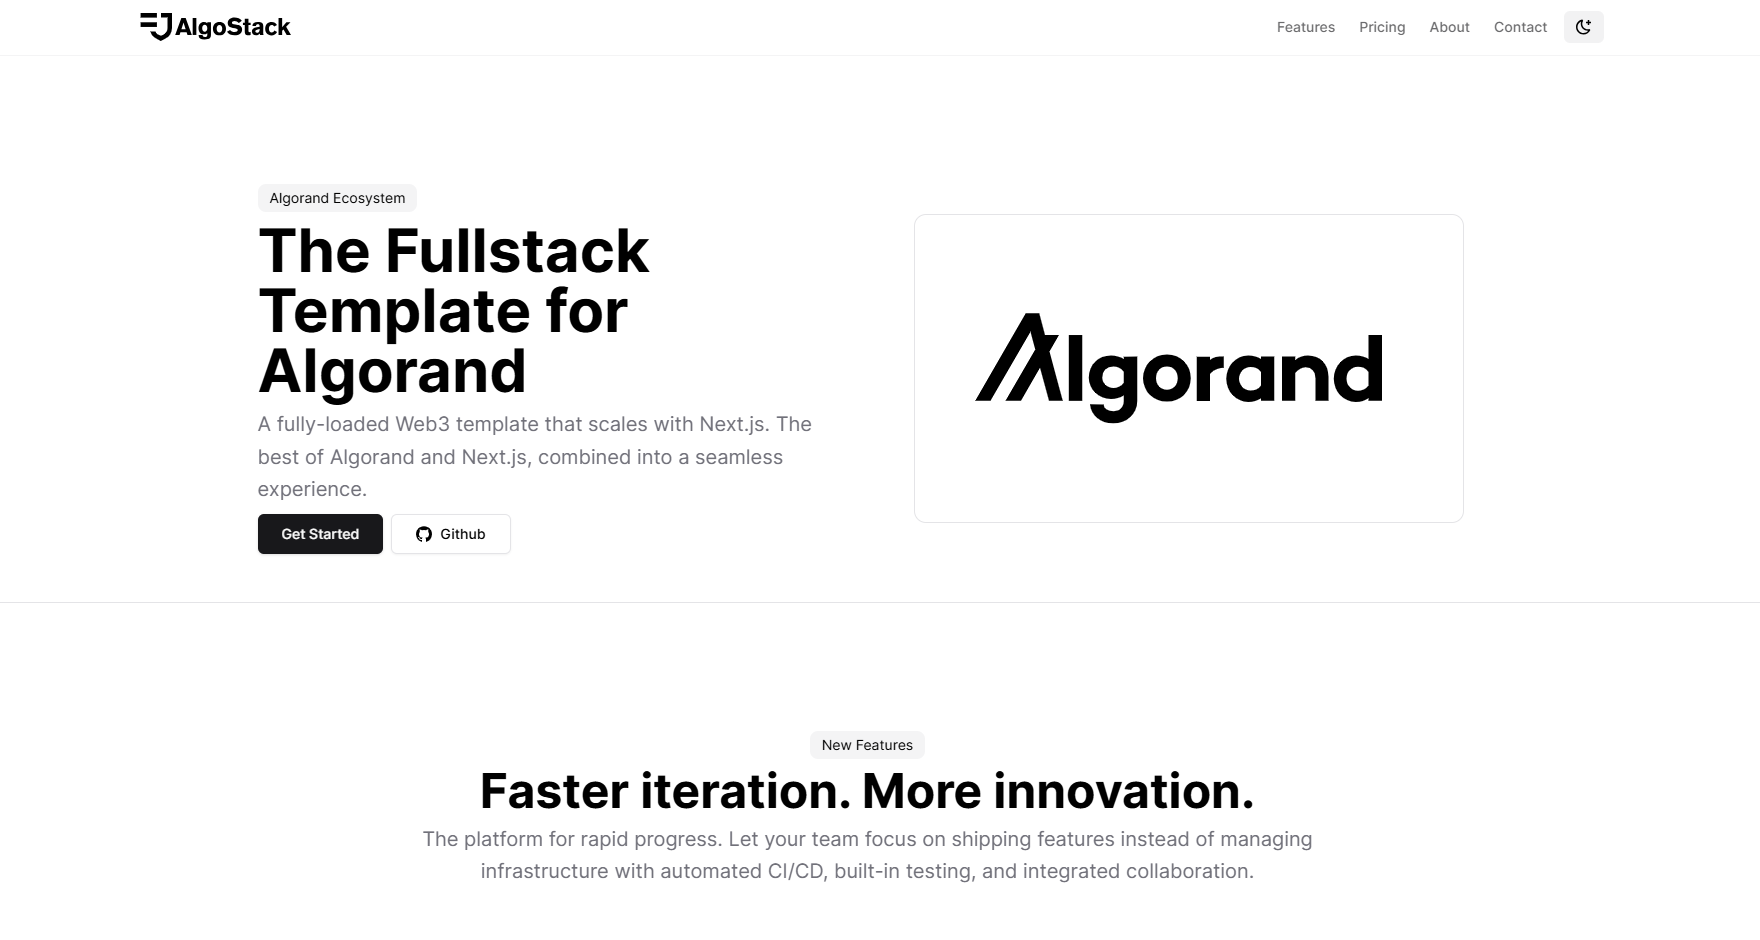 AlgoStack
Features
Pricing
About
Contact
Algorand Ecosystem
The Fullstack
Template for
Algorand
A fully-loaded Web3 template that scales with Next.js. The
best of Algorand and Next.js, combined into a seamless
experience.
Get Started
Github
Algorand
New Features
Faster iteration. More innovation.
The platform for rapid progress. Let your team focus on shipping features instead of managing
infrastructure with automated CI/CD, built-in testing, and integrated collaboration.